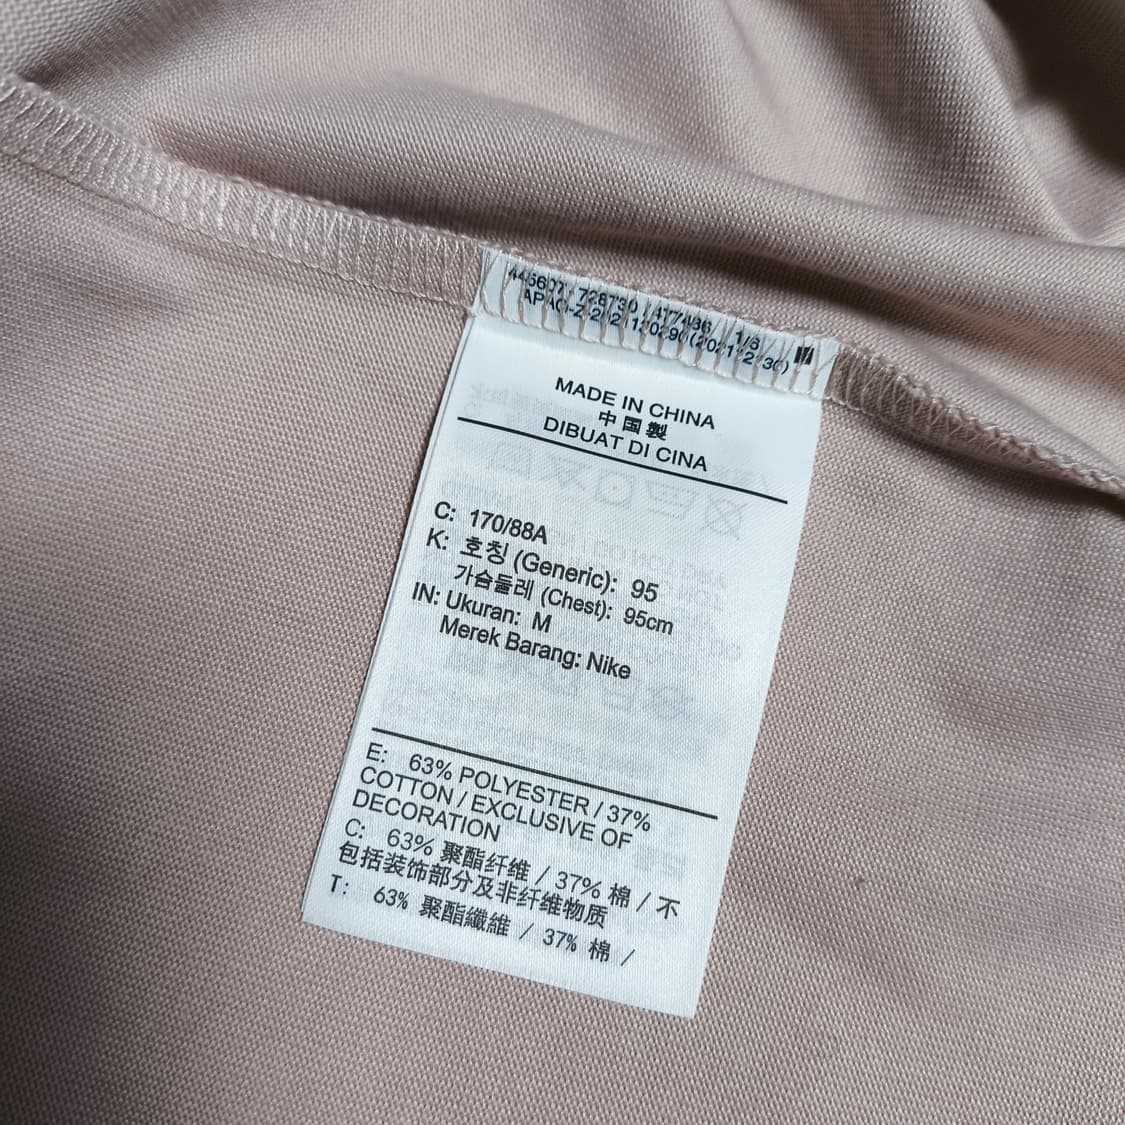 MADE IN CHINA
中国製
DIBUAT DI CINA
C: 170/88A
K: 호칭 (Generic): 95
가슴둘레 (Chest): 95cm
IN: Ukuran: M
Merek Barang: Nike
E: 63% POLYESTER / 37%
COTTON / EXCLUSIVE OF
DECORATION
C: 63% 聚酯纤维 / 37% 棉 / 不
包括装饰部分及非纤维物质
T: 63% 聚酯纖維 / 37% 棉 /